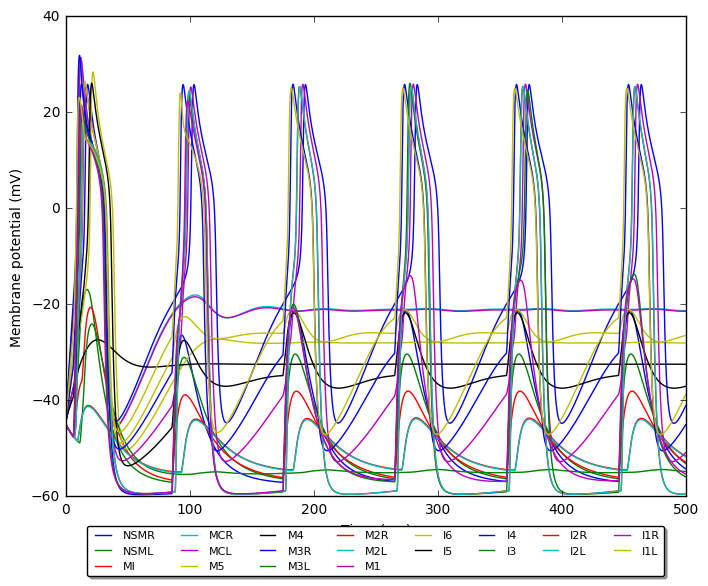 40
20
0
−20
−40
−60
Membrane potential (mV)
0 100 200 300 400 500
NSMR MCR M4 M2R I6 I4 I2R I1R
NSML MCL M3R M2L I5 I3 I2L I1L
MI M5 M3L M1